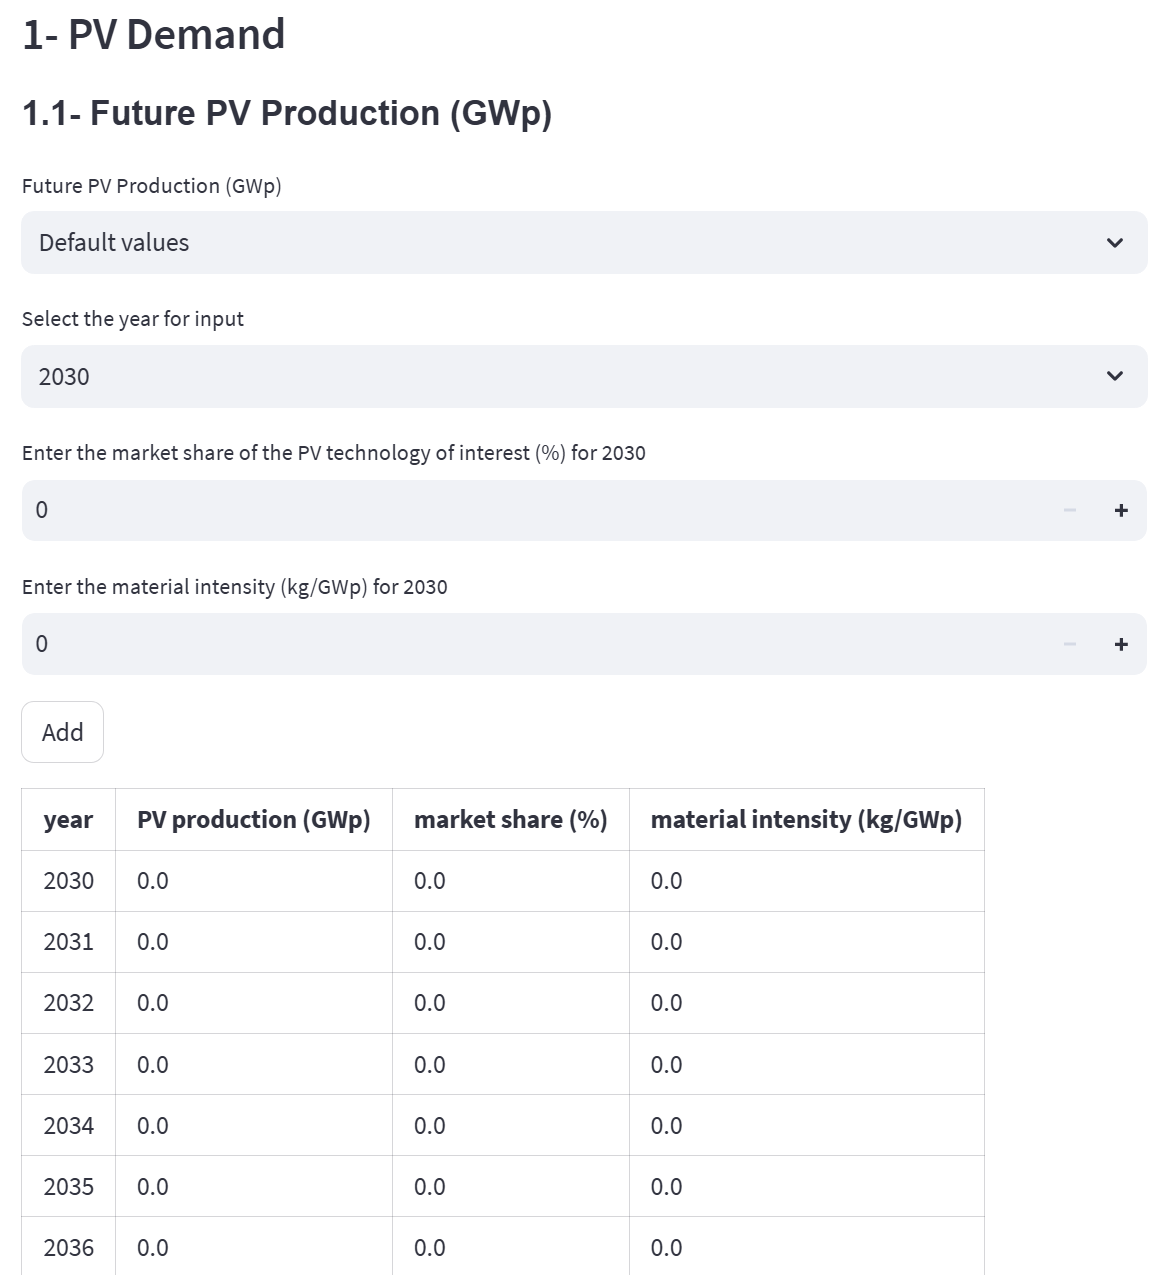 1- PV Demand
1.1- Future PV Production (GWp)
Future PV Production (GWp)
Default values
Select the year for input
2030
Enter the market share of the PV technology of interest (%) for 2030
0
Enter the material intensity (kg/GWp) for 2030
0
Add
year PV production (GWp) market share (%) material intensity (kg/GWp)
2030 0.0 0.0 0.0
2031 0.0 0.0 0.0
2032 0.0 0.0 0.0
2033 0.0 0.0 0.0
2034 0.0 0.0 0.0
2035 0.0 0.0 0.0
2036 0.0 0.0 0.0